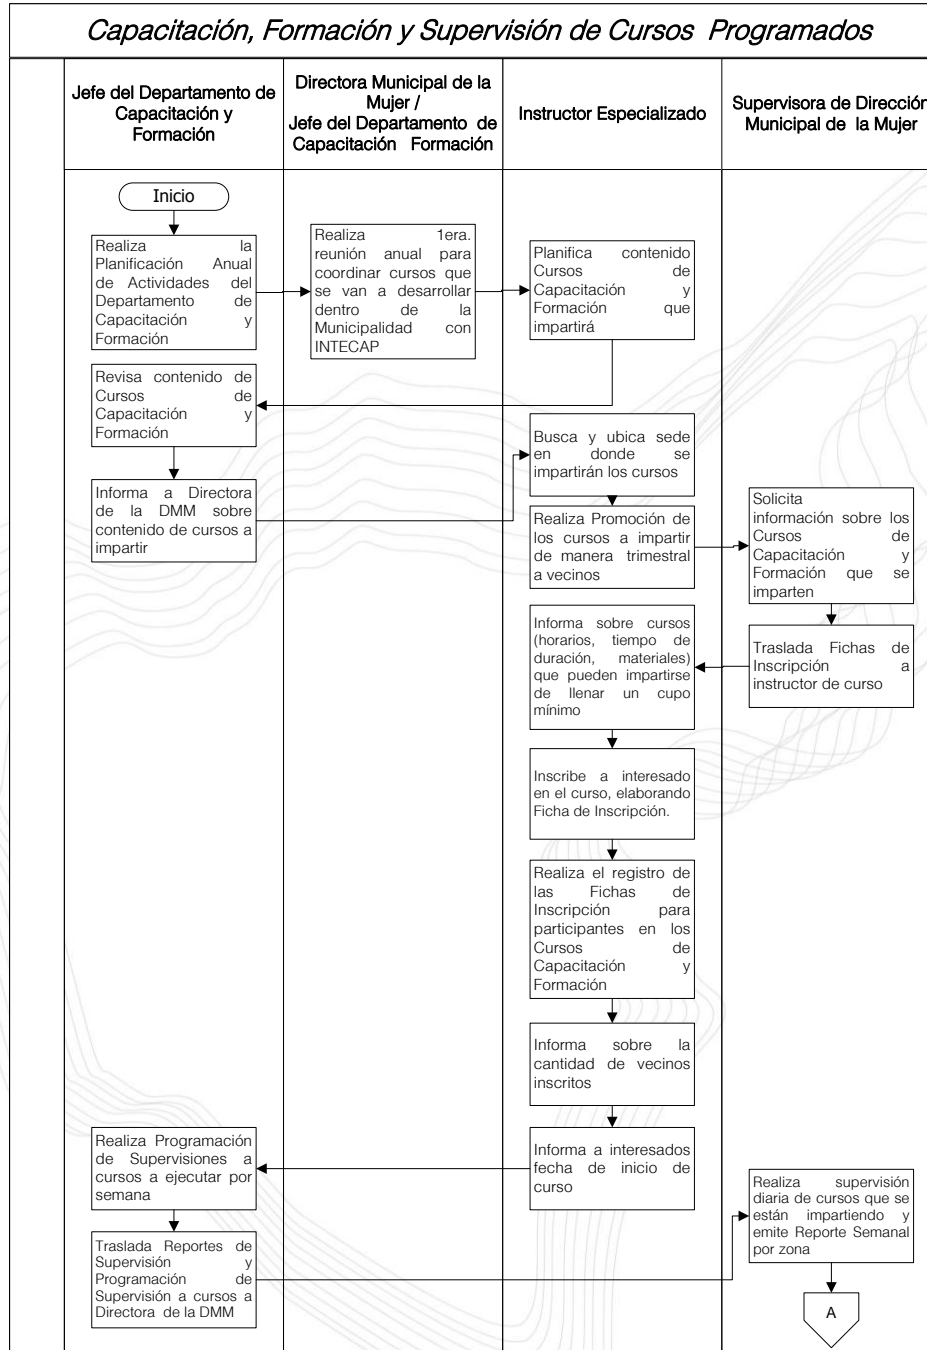 Capacitación, Formación y Supervisión de Cursos Programados
Jefe del Departamento de
Capacitación y
Formación
Directora Municipal de la
Mujer /
Jefe del Departamento de
Capacitación Formación
Instructor Especializado
Supervisora de Dirección
Municipal de la Mujer
Inicio
Realiza la
Planificación Anual
de Actividades del
Departamento de
Capacitación y
Formación
Realiza 1era.
reunión anual para
coordinar cursos que
se van a desarrollar
dentro de la
Municipalidad con
INTECAP
Planifica contenido
Cursos de
Capacitación y
Formación que
impartirá
Revisa contenido de
Cursos de
Capacitación y
Formación
Informa a Directora
de la DMM sobre
contenido de cursos a
impartir
Busca y ubica sede
en donde se
impartirán los cursos
Realiza Promoción de
los cursos a impartir
de manera trimestral
a vecinos
Solicita
información sobre los
Cursos de
Capacitación y
Formación que se
imparten
Traslada Fichas de
Inscripción a
instructor de curso
Informa sobre cursos
(horarios, tiempo de
duración, materiales)
que pueden impartirse
de llenar un cupo
mínimo
Inscribe a interesado
en el curso, elaborando
Ficha de Inscripción.
Realiza el registro de
las Fichas de
Inscripción para
participantes en los
Cursos de
Capacitación y
Formación
Informa sobre la
cantidad de vecinos
inscritos
Informa a interesados
fecha de inicio de
curso
Realiza Programación
de Supervisiones a
cursos a ejecutar por
semana
Traslada Reportes de
Supervisión y
Programación de
Supervisión a cursos a
Directora de la DMM
Realiza supervisión
diaria de cursos que se
están impartiendo y
emite Reporte Semanal
por zona
A